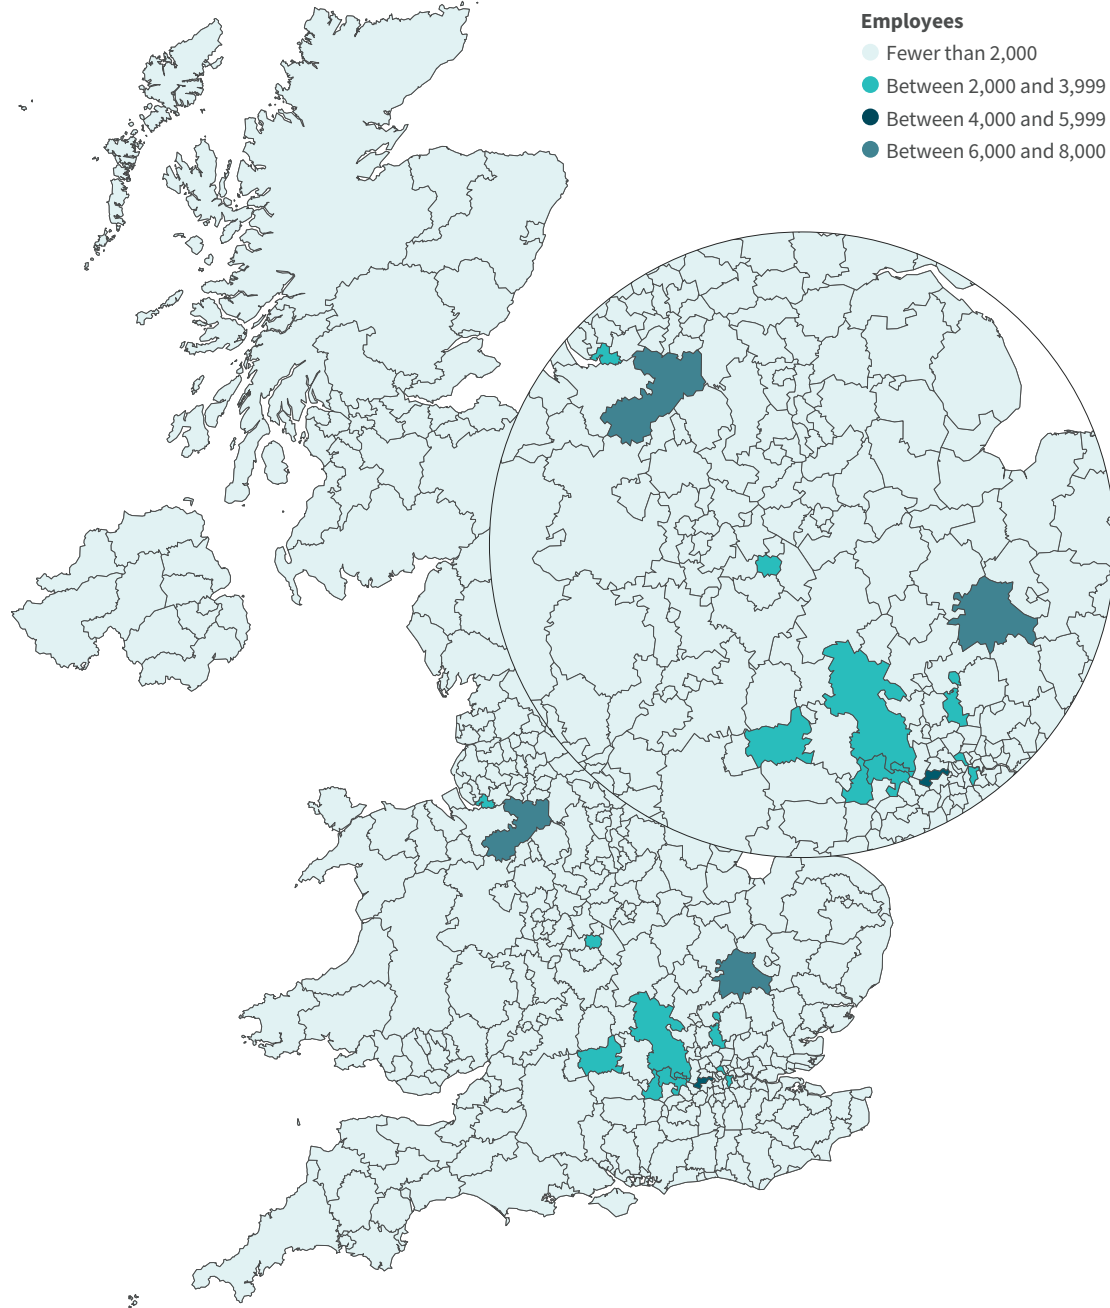 Employees
Fewer than 2,000
Between 2,000 and 3,999
Between 4,000 and 5,999
Between 6,000 and 8,000